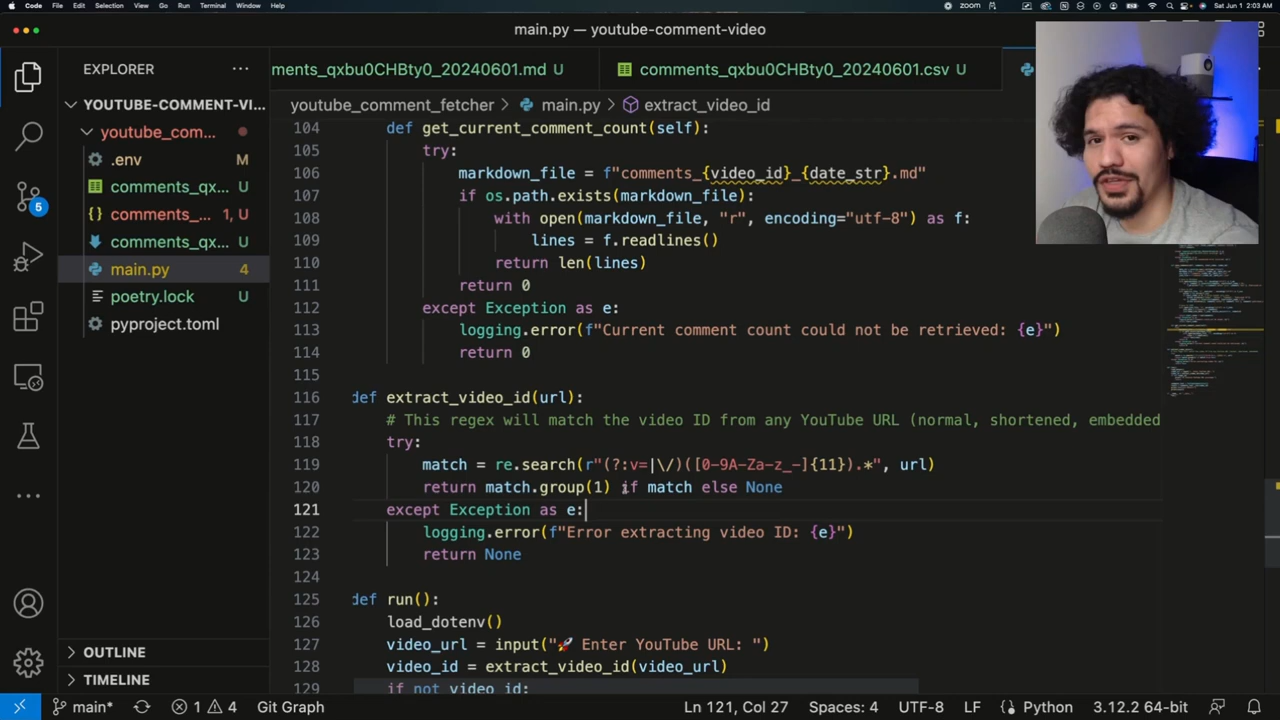 Code File Edit Selection View Go Run Terminal Window Help zoom Sat Jun 1 2:03 AM
main.py — youtube-comment-video
EXPLORER ...
mments_qxbu0CHBty0_20240601.md U comments_qxbu0CHBty0_20240601.csv U
youtube_comment_fetcher > main.py > extract_video_id
YOUTUBE-COMMENT-VI...
youtube_com...
.env M
comments_qx... U
comments_... 1, U
comments_qx... U
main.py 4
poetry.lock U
pyproject.toml
5
104 def get_current_comment_count(self):
105 try:
106 markdown_file = f"comments_{video_id}_{date_str}.md"
107 if os.path.exists(markdown_file):
108 with open(markdown_file, "r", encoding="utf-8") as f:
109 lines = f.readlines()
110 return len(lines)
111 return 0
112 except Exception as e:
113 logging.error(f"Current comment count could not be retrieved: {e}")
114 return 0
115
116 def extract_video_id(url):
117 # This regex will match the video ID from any YouTube URL (normal, shortened, embedded
118 try:
119 match = re.search(r"(?:v=|\/)([0-9A-Za-z_-]{11}).*", url)
120 return match.group(1) if match else None
121 except Exception as e:
122 logging.error(f"Error extracting video ID: {e}")
123 return None
124
125 def run():
126 load_dotenv()
127 video_url = input("🚀 Enter YouTube URL: ")
128 video_id = extract_video_id(video_url)
129 if not video_id:
OUTLINE
TIMELINE
main* 1 4 Git Graph Ln 121, Col 27 Spaces: 4 UTF-8 LF Python 3.12.2 64-bit